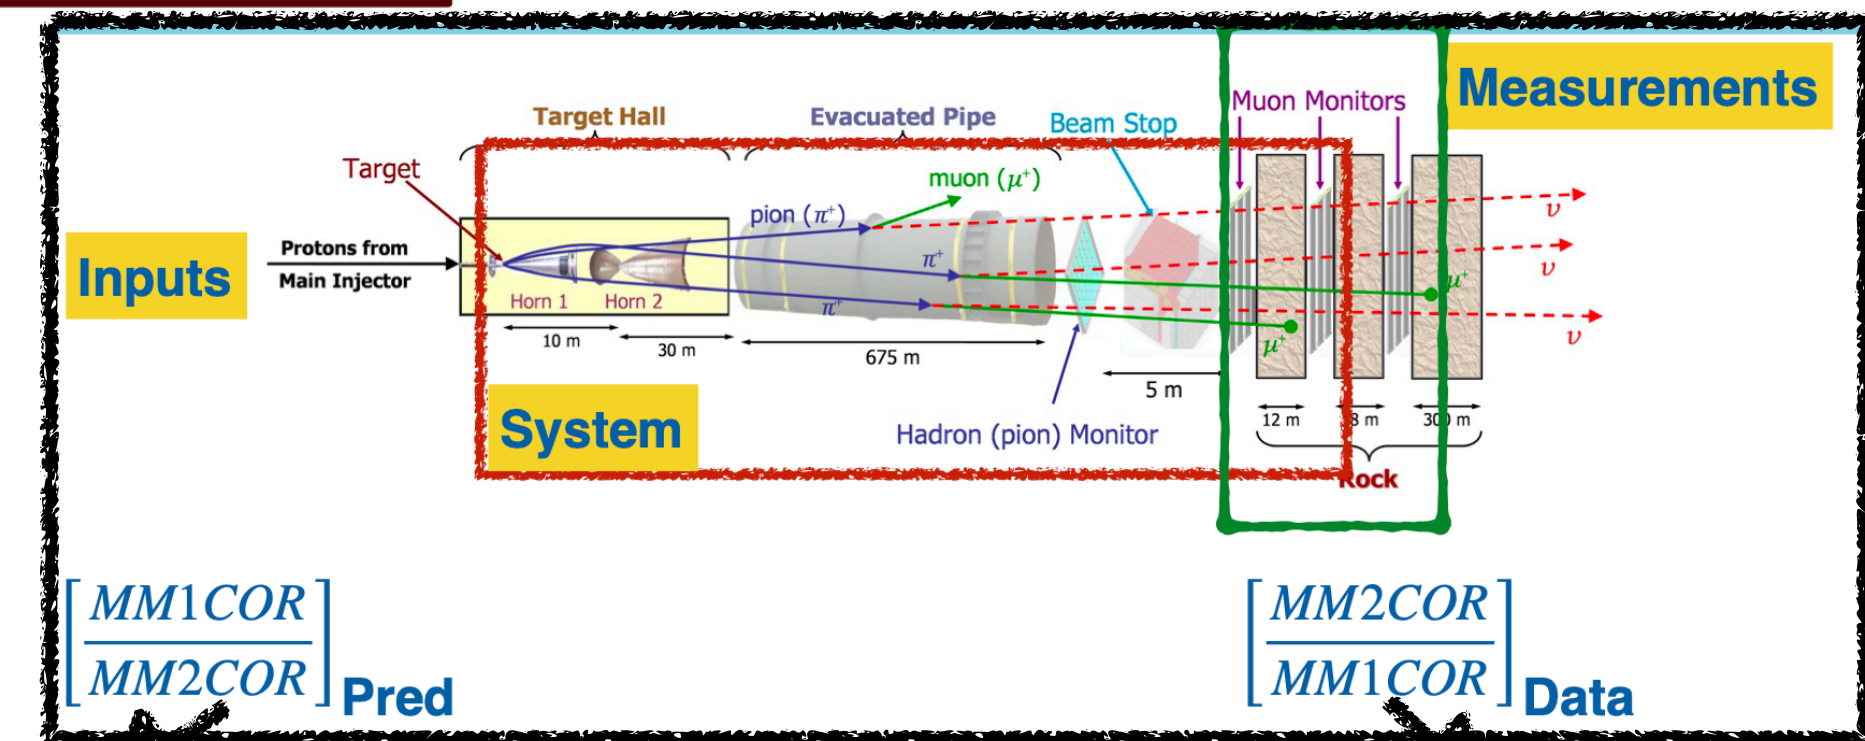 Measurements
Muon Monitors
Target Hall
Evacuated Pipe
Beam Stop
Target
muon (μ⁺)
pion (π⁺)
ν
Protons from
Main Injector
Inputs
π⁺
ν
μ⁺
Horn 1
Horn 2
π⁺
μ⁺
ν
10 m
30 m
675 m
5 m
System
Hadron (pion) Monitor
12 m
8 m
300 m
Rock
[MM1COR
MM2COR] Pred
[MM2COR
MM1COR] Data